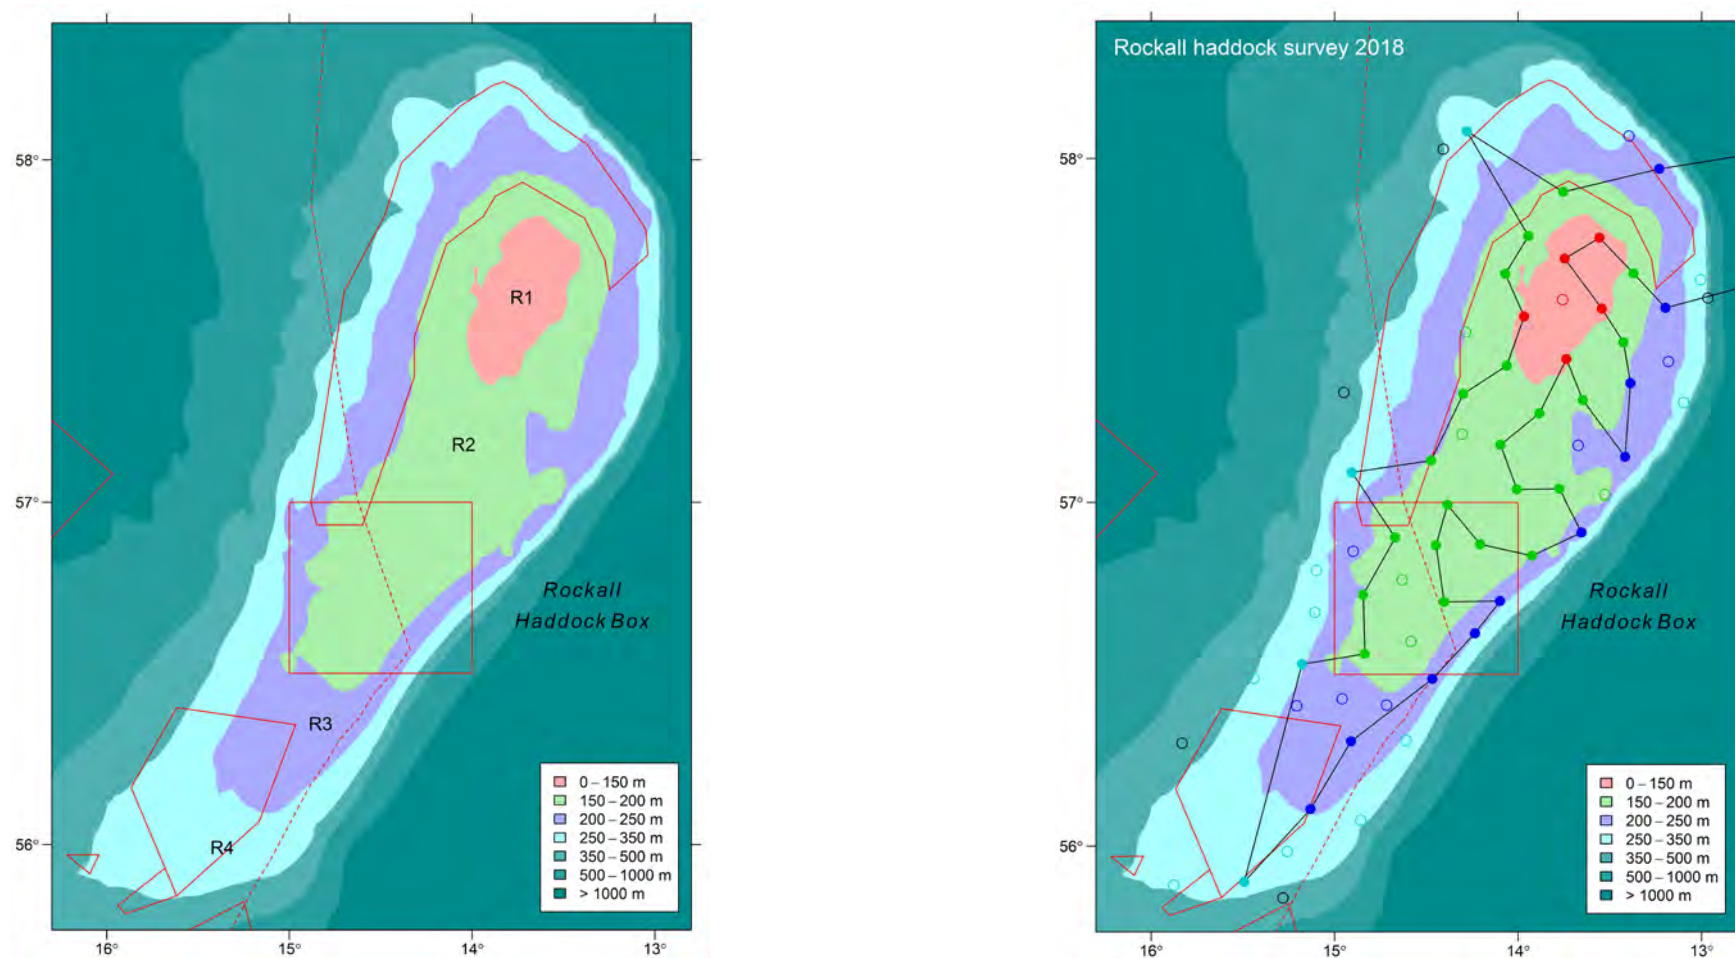 58°
57°
56°
R1
R2
R3
R4
Rockall
Haddock Box
0 – 150 m
150 – 200 m
200 – 250 m
250 – 350 m
350 – 500 m
500 – 1000 m
> 1000 m
16°
15°
14°
13°
Rockall haddock survey 2018
58°
57°
56°
Rockall
Haddock Box
0 – 150 m
150 – 200 m
200 – 250 m
250 – 350 m
350 – 500 m
500 – 1000 m
> 1000 m
16°
15°
14°
13°